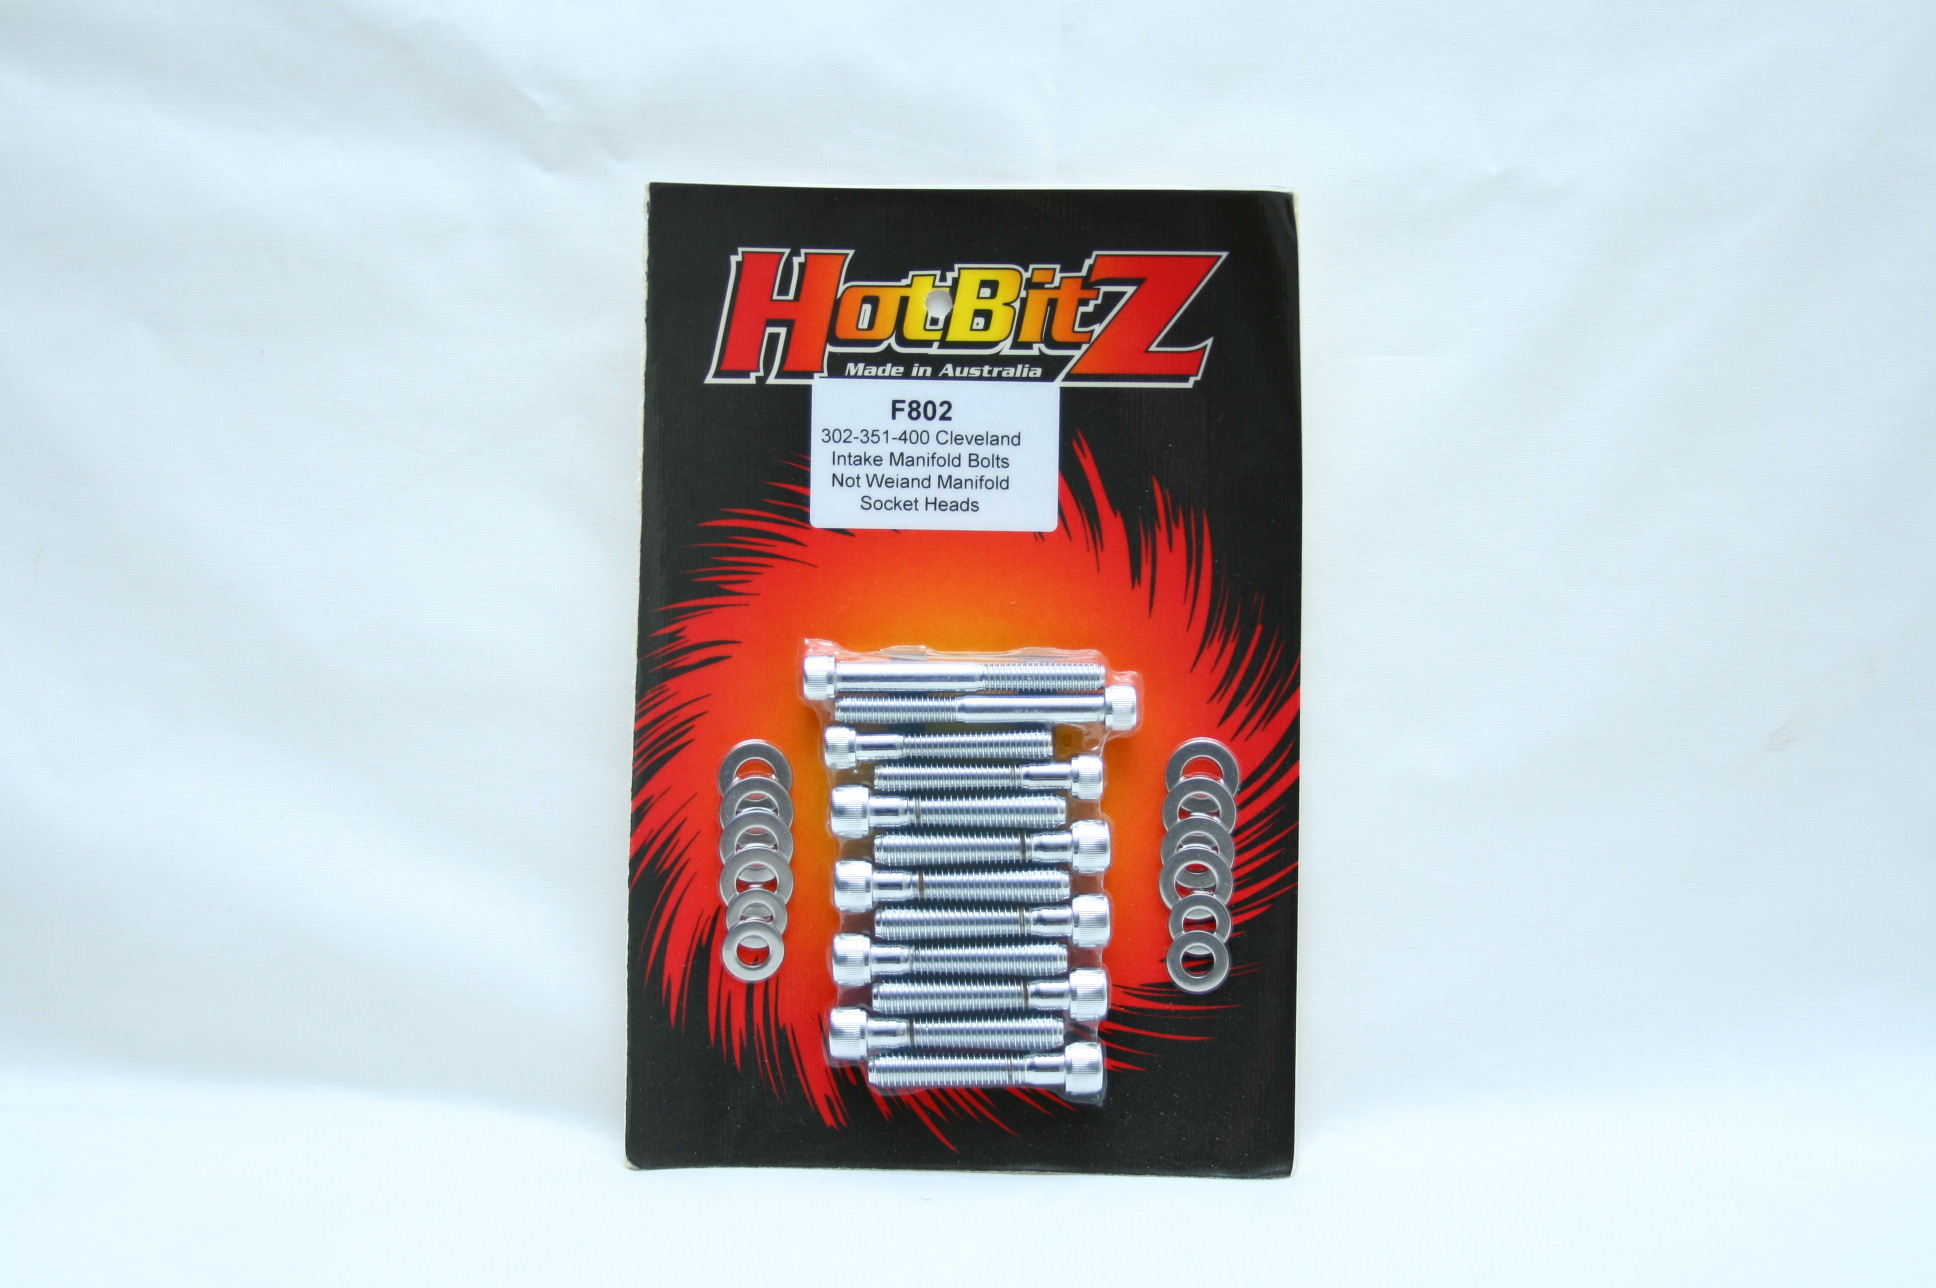 HotBitZ
Made in Australia
F802
302-351-400 Cleveland
Intake Manifold Bolts
Not Weiand Manifold
Socket Heads